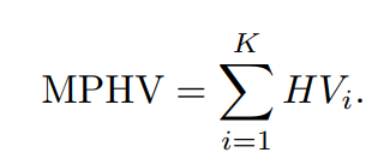 MPHV = \sum_{i=1}^{K} HV_i.